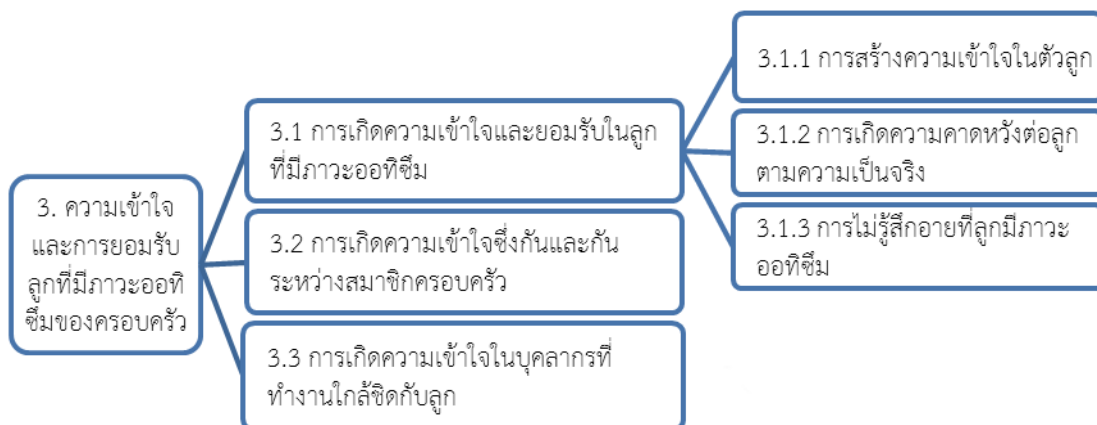 3. ความเข้าใจ
และการยอมรับ
ลูกที่มีภาวะออทิ
ซึมของครอบครัว
3.1 การเกิดความเข้าใจและยอมรับในลูก
ที่มีภาวะออทิซึม
3.1.1 การสร้างความเข้าใจในตัวลูก
3.1.2 การเกิดความคาดหวังต่อลูก
ตามความเป็นจริง
3.1.3 การไม่รู้สึกอายที่ลูกมีภาวะ
ออทิซึม
3.2 การเกิดความเข้าใจซึ่งกันและกัน
ระหว่างสมาชิกครอบครัว
3.3 การเกิดความเข้าใจในบุคลากรที่
ทำงานใกล้ชิดกับลูก